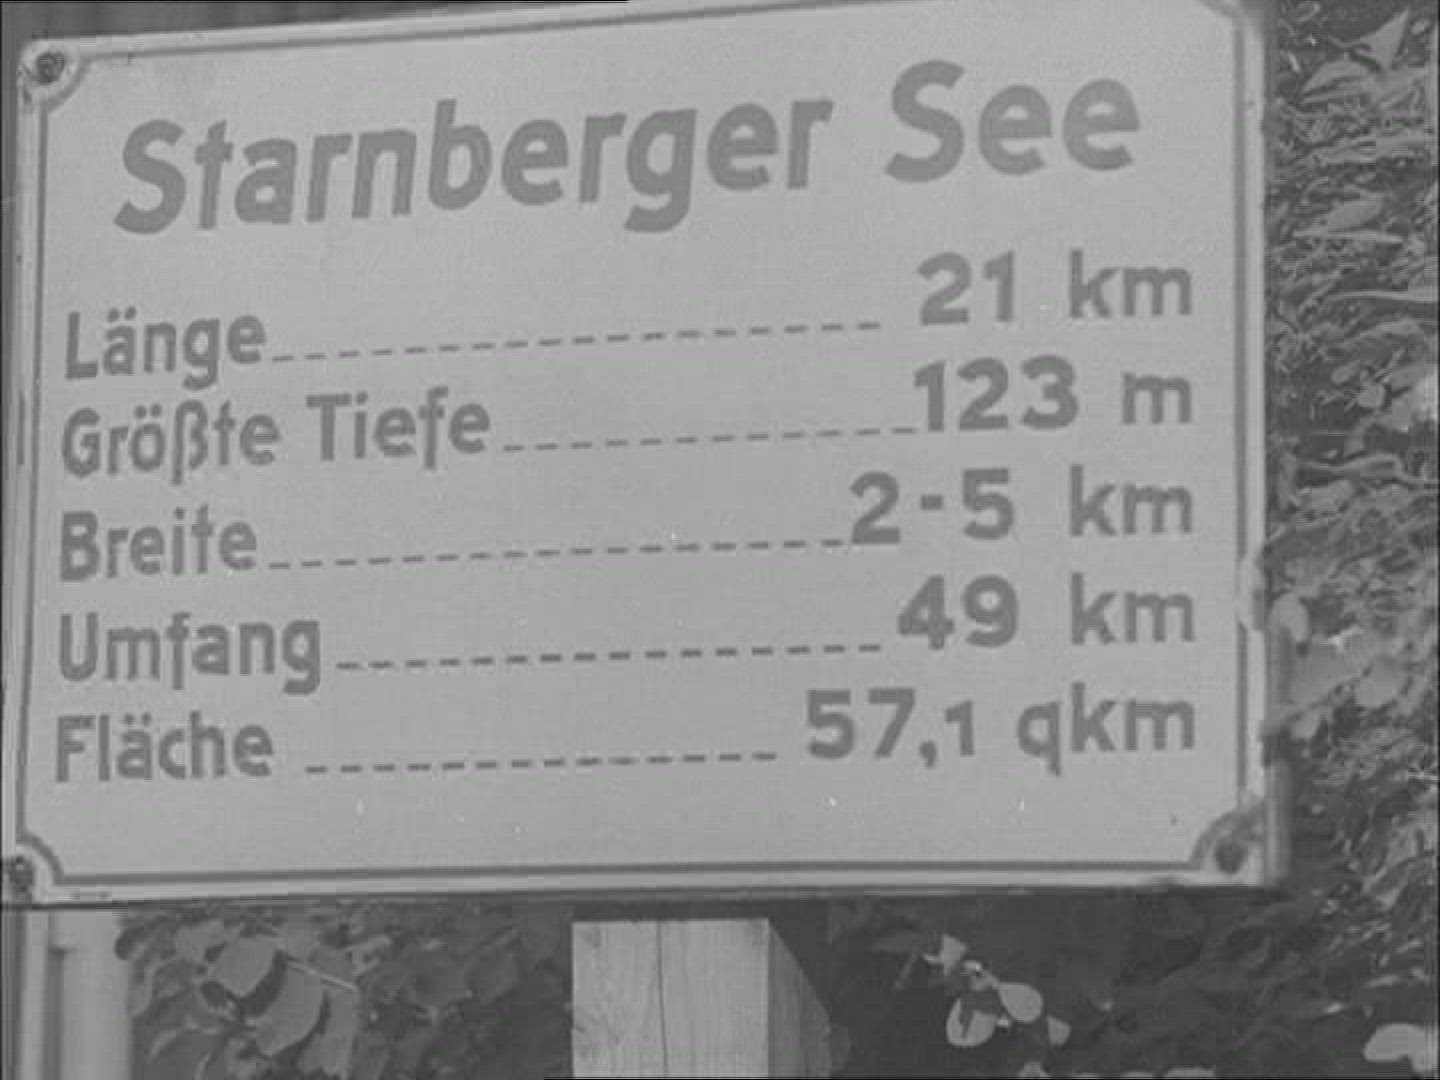 Starnberger See
Länge 21 km
Größte Tiefe 123 m
Breite 2-5 km
Umfang 49 km
Fläche 57,1 qkm